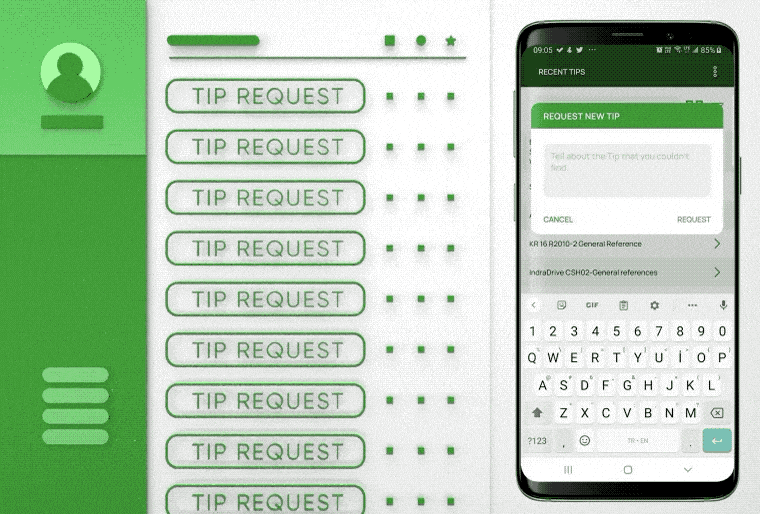 TIP REQUEST
TIP REQUEST
TIP REQUEST
TIP REQUEST
TIP REQUEST
TIP REQUEST
TIP REQUEST
TIP REQUEST
TIP REQUEST
09:05 85%
RECENT TIPS
REQUEST NEW TIP
Tell about the Tip that you couldn't
find.
CANCEL REQUEST
KR 16 R2010-2 General Reference
IndraDrive CSH02-General references
GIF
1 2 3 4 5 6 7 8 9 0
Q W E R T Y U İ O P
A S D F G H J K L
Z X C V B N M
?123 , TR • EN .